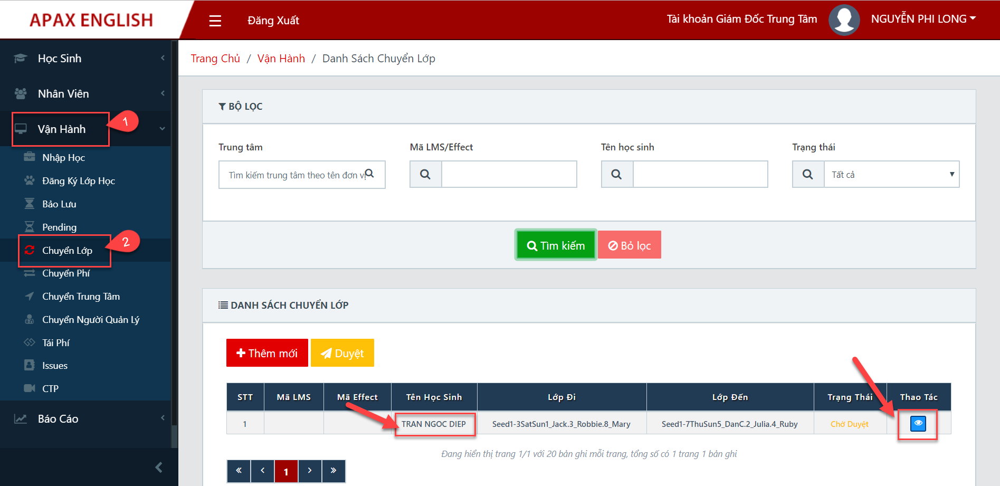 APAX ENGLISH
Đăng Xuất
Tài khoản Giám Đốc Trung Tâm
NGUYỄN PHI LONG
Học Sinh
Nhân Viên
Vận Hành
1
Nhập Học
Đăng Ký Lớp Học
Bảo Lưu
Pending
Chuyển Lớp
2
Chuyển Phí
Chuyển Trung Tâm
Chuyển Người Quản Lý
Tái Phí
Issues
CTP
Báo Cáo
Trang Chủ / Vận Hành / Danh Sách Chuyển Lớp
BỘ LỌC
Trung tâm Mã LMS/Effect Tên học sinh Trạng thái
Tìm kiếm trung tâm theo tên đơn vị Tất cả
Tìm kiếm Bỏ lọc
DANH SÁCH CHUYỂN LỚP
Thêm mới Duyệt
STT Mã LMS Mã Effect Tên Học Sinh Lớp Đi Lớp Đến Trạng Thái Thao Tác
1 TRAN NGOC DIEP Seed1-3SatSun1_Jack.3_Robbie.8_Mary Seed1-7ThuSun5_DanC.2_Julia.4_Ruby Chờ Duyệt
Đang hiển thị trang 1/1 với 20 bản ghi mỗi trang, tổng số có 1 trang 1 bản ghi
« ‹ 1 › »